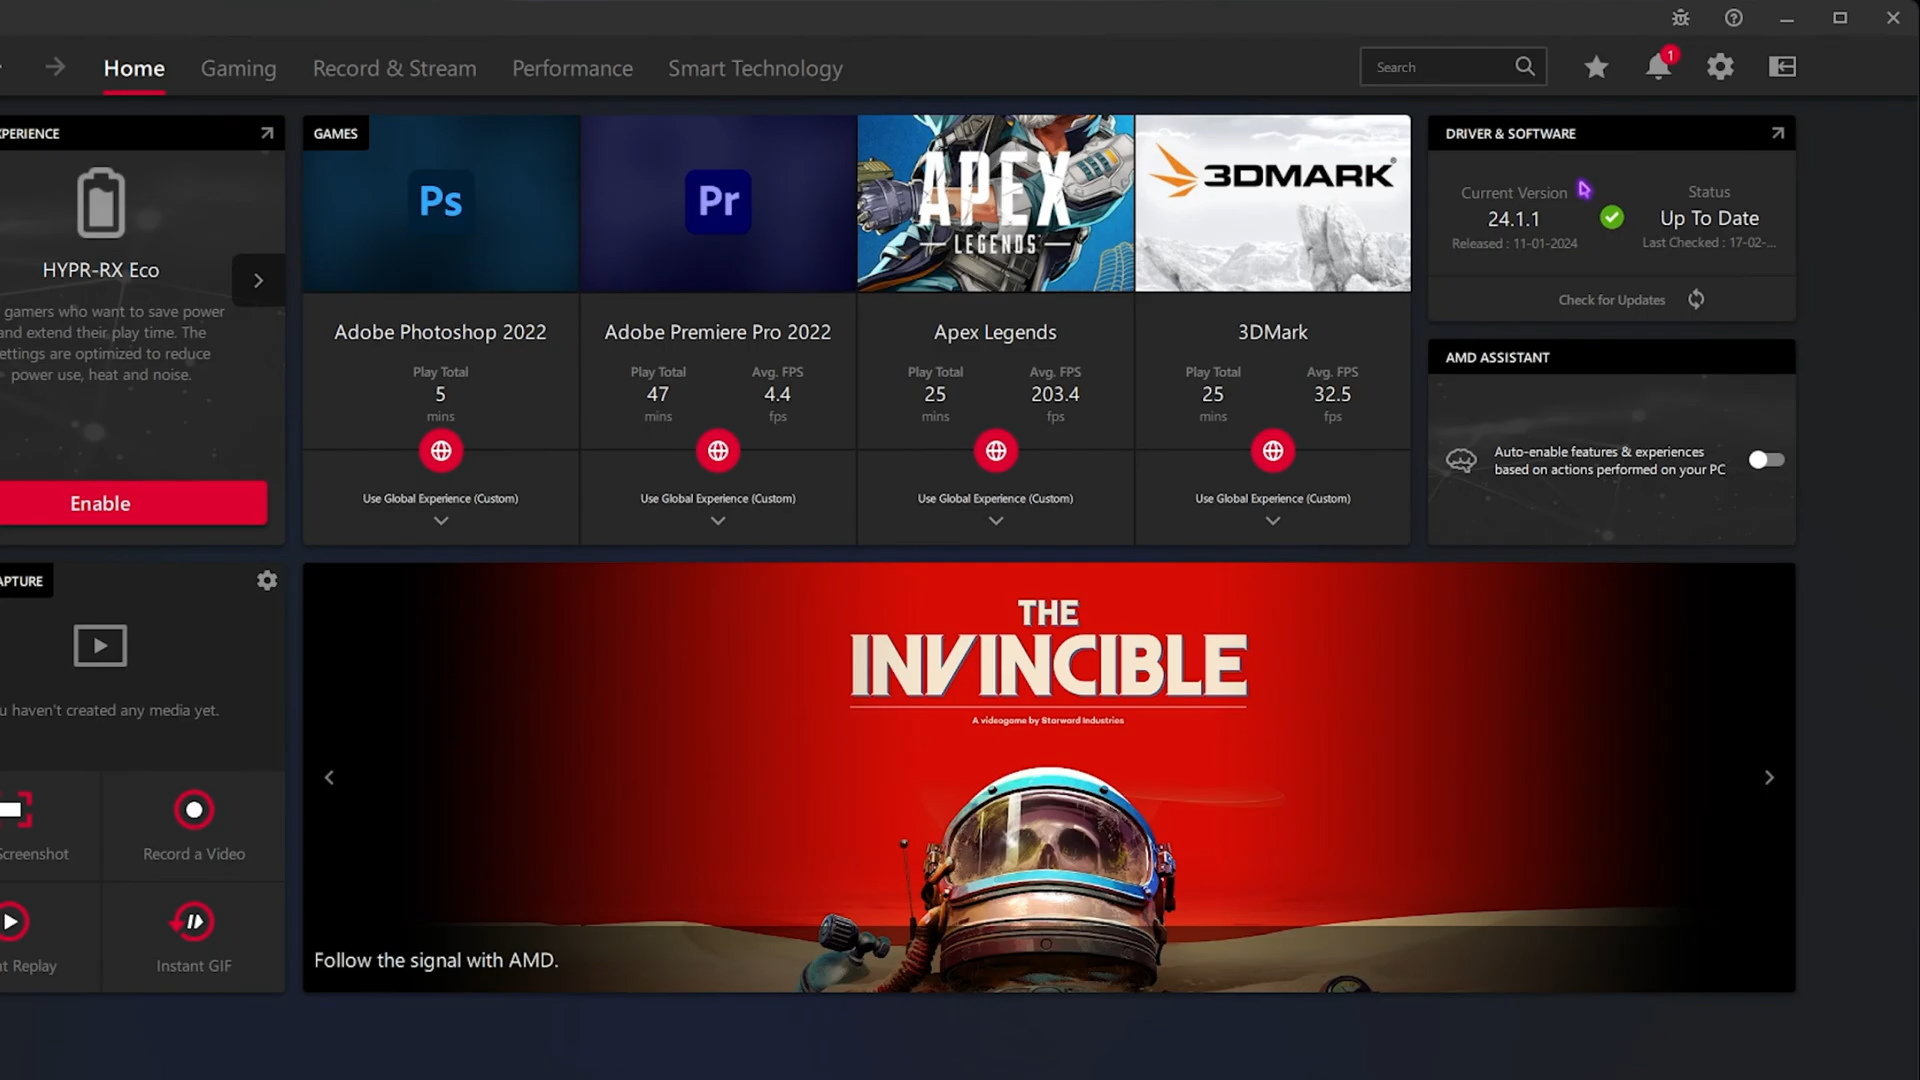 Home
Gaming
Record & Stream
Performance
Smart Technology
Search
1
XPERIENCE
HYPR-RX Eco
gamers who want to save power
and extend their play time. The
ettings are optimized to reduce
power use, heat and noise.
Enable
GAMES
Ps
Pr
APEX
LEGENDS
3DMARK
Adobe Photoshop 2022
Play Total
5
mins
Use Global Experience (Custom)
Adobe Premiere Pro 2022
Play Total
47
mins
Avg. FPS
4.4
fps
Use Global Experience (Custom)
Apex Legends
Play Total
25
mins
Avg. FPS
203.4
fps
Use Global Experience (Custom)
3DMark
Play Total
25
mins
Avg. FPS
32.5
fps
Use Global Experience (Custom)
DRIVER & SOFTWARE
Current Version
24.1.1
Released : 11-01-2024
Status
Up To Date
Last Checked : 17-02-...
Check for Updates
AMD ASSISTANT
Auto-enable features & experiences
based on actions performed on your PC
APTURE
u haven't created any media yet.
Screenshot
Record a Video
t Replay
Instant GIF
THE
INVINCIBLE
A videogame by Starward Industries
Follow the signal with AMD.